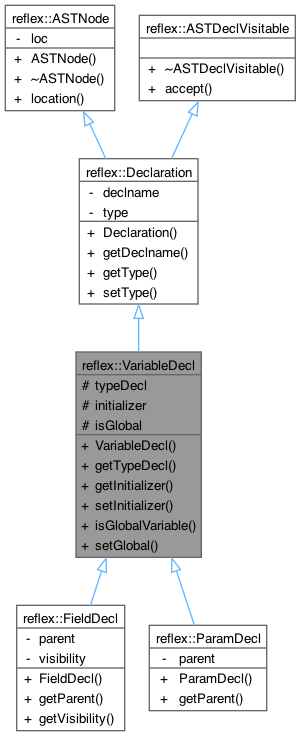 reflex::ASTNode
- loc
+ ASTNode()
+ ~ASTNode()
+ location()
reflex::ASTDeclVisitable
+ ~ASTDeclVisitable()
+ accept()
reflex::Declaration
- declname
- type
+ Declaration()
+ getDeclname()
+ getType()
+ setType()
reflex::VariableDecl
# typeDecl
# initializer
# isGlobal
+ VariableDecl()
+ getTypeDecl()
+ getInitializer()
+ setInitializer()
+ isGlobalVariable()
+ setGlobal()
reflex::FieldDecl
- parent
- visibility
+ FieldDecl()
+ getParent()
+ getVisibility()
reflex::ParamDecl
- parent
+ ParamDecl()
+ getParent()